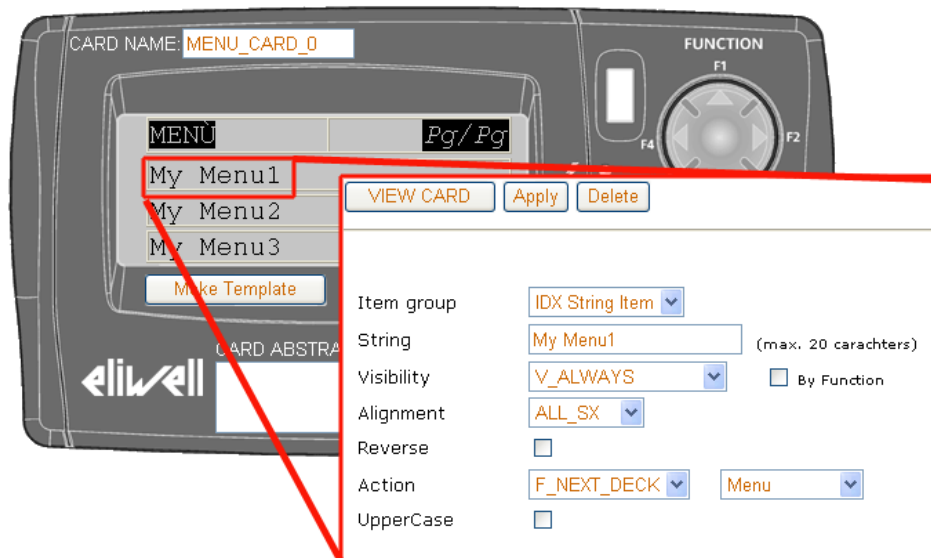 CARD NAME: MENU_CARD_0
FUNCTION
F1
F2
F4
MENÙ Pg/Pg
My Menu1
My Menu2
My Menu3
Make Template
CARD ABSTRA
eliwell
VIEW CARD Apply Delete
Item group IDX String Item
String My Menu1 (max. 20 carachters)
Visibility V_ALWAYS By Function
Alignment ALL_SX
Reverse
Action F_NEXT_DECK Menu
UpperCase